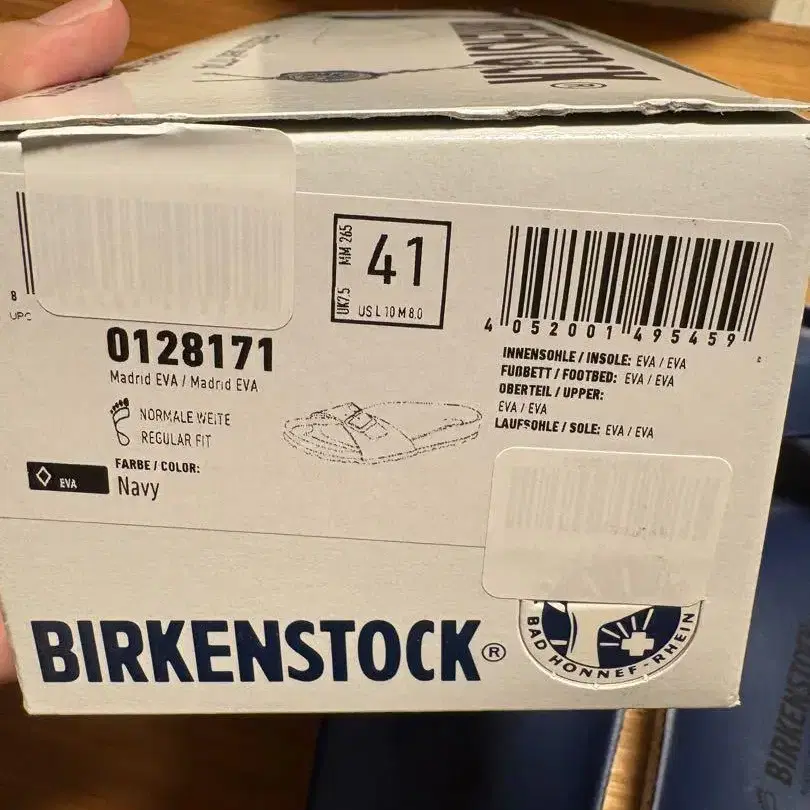 BIRKENSTOCK®
8
UPC
0128171
Madrid EVA / Madrid EVA
NORMALE WEITE
REGULAR FIT
EVA
FARBE / COLOR:
Navy
MM 265
UK7.5
41
US L 10 M 8.0
4 052001 495459
INNENSOHLE / INSOLE: EVA / EVA
FUßBETT / FOOTBED: EVA / EVA
OBERTEIL / UPPER:
EVA / EVA
LAUFSOHLE / SOLE: EVA / EVA
BIRKENSTOCK®
BAD HONNEF - RHEIN
BIRKENSTOCK